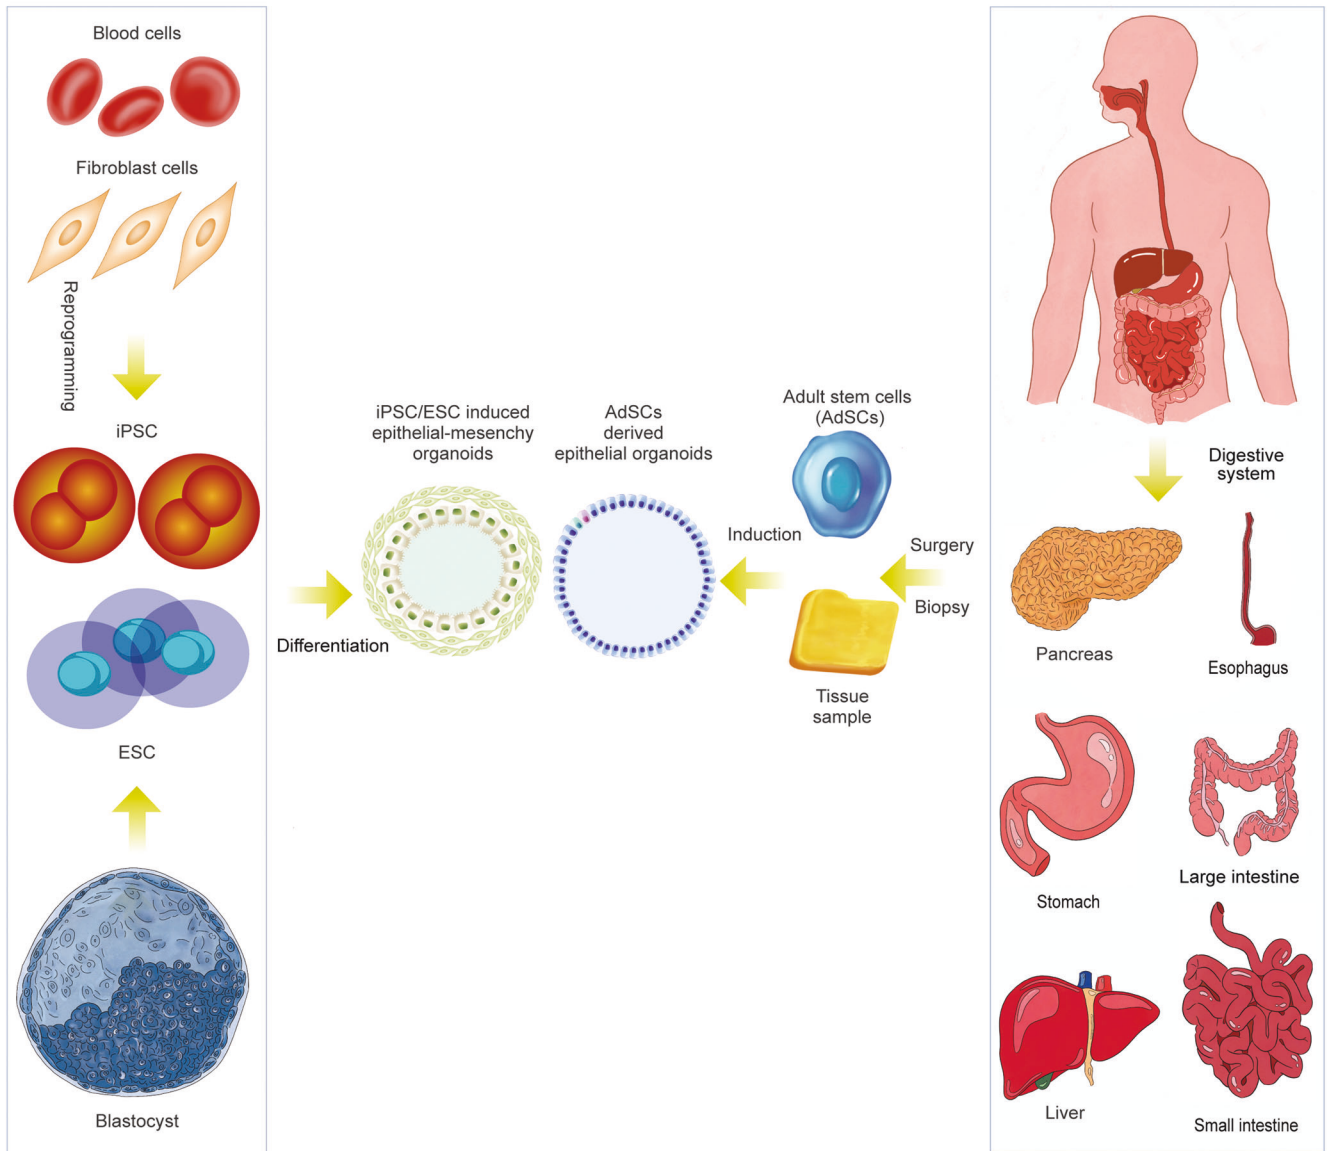 Blood cells
Fibroblast cells
Reprogramming
iPSC
ESC
Blastocyst
Differentiation
iPSC/ESC induced
epithelial-mesenchy
organoids
AdSCs
derived
epithelial organoids
Adult stem cells
(AdSCs)
Induction
Surgery
Biopsy
Tissue
sample
Digestive
system
Pancreas
Esophagus
Stomach
Large intestine
Liver
Small intestine